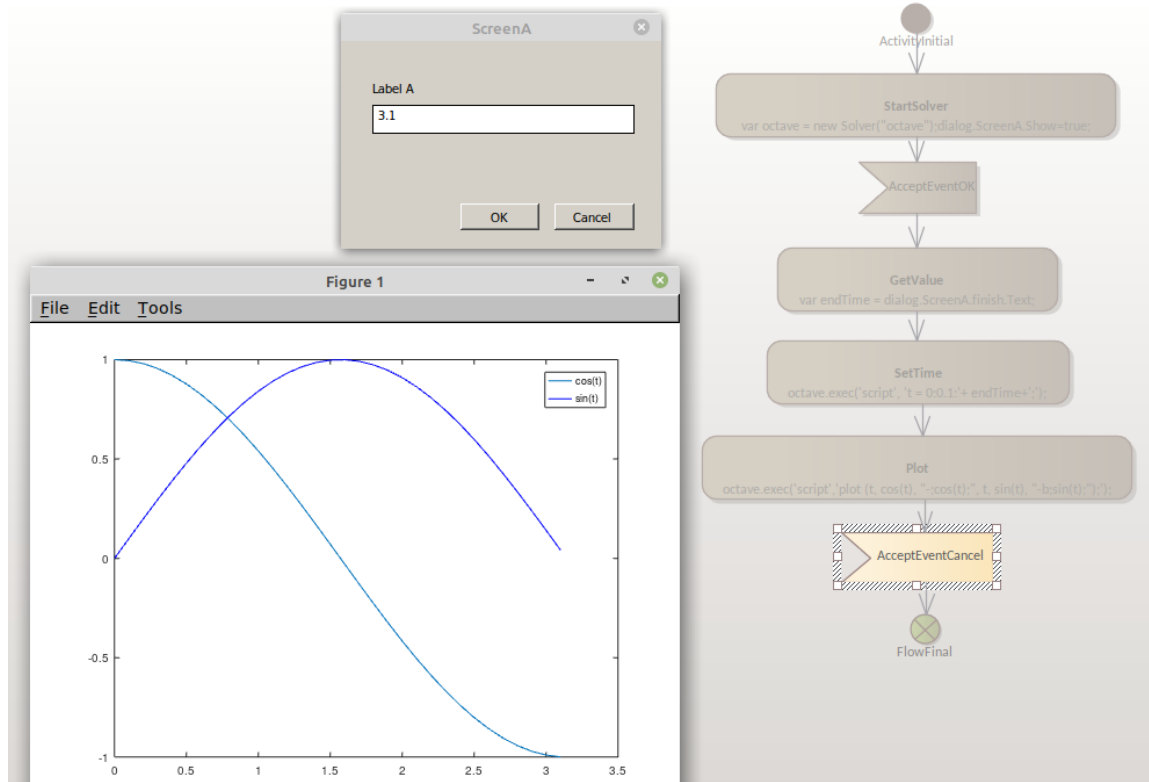 ScreenA
Label A
3.1
OK
Cancel
Figure 1
File Edit Tools
1
0.5
0
-0.5
-1
0
0.5
1
1.5
2
2.5
3
3.5
cos(t)
sin(t)
ActivityInitial
StartSolver
var octave = new Solver("octave");dialog.ScreenA.Show=true;
AcceptEventOK
GetValue
var endTime = dialog.ScreenA.finish.Text;
SetTime
octave.exec('script', 't = 0:0.1:'+ endTime+';');
Plot
octave.exec('script','plot (t, cos(t), "-;cos(t);", t, sin(t), "-b;sin(t);");');
AcceptEventCancel
FlowFinal